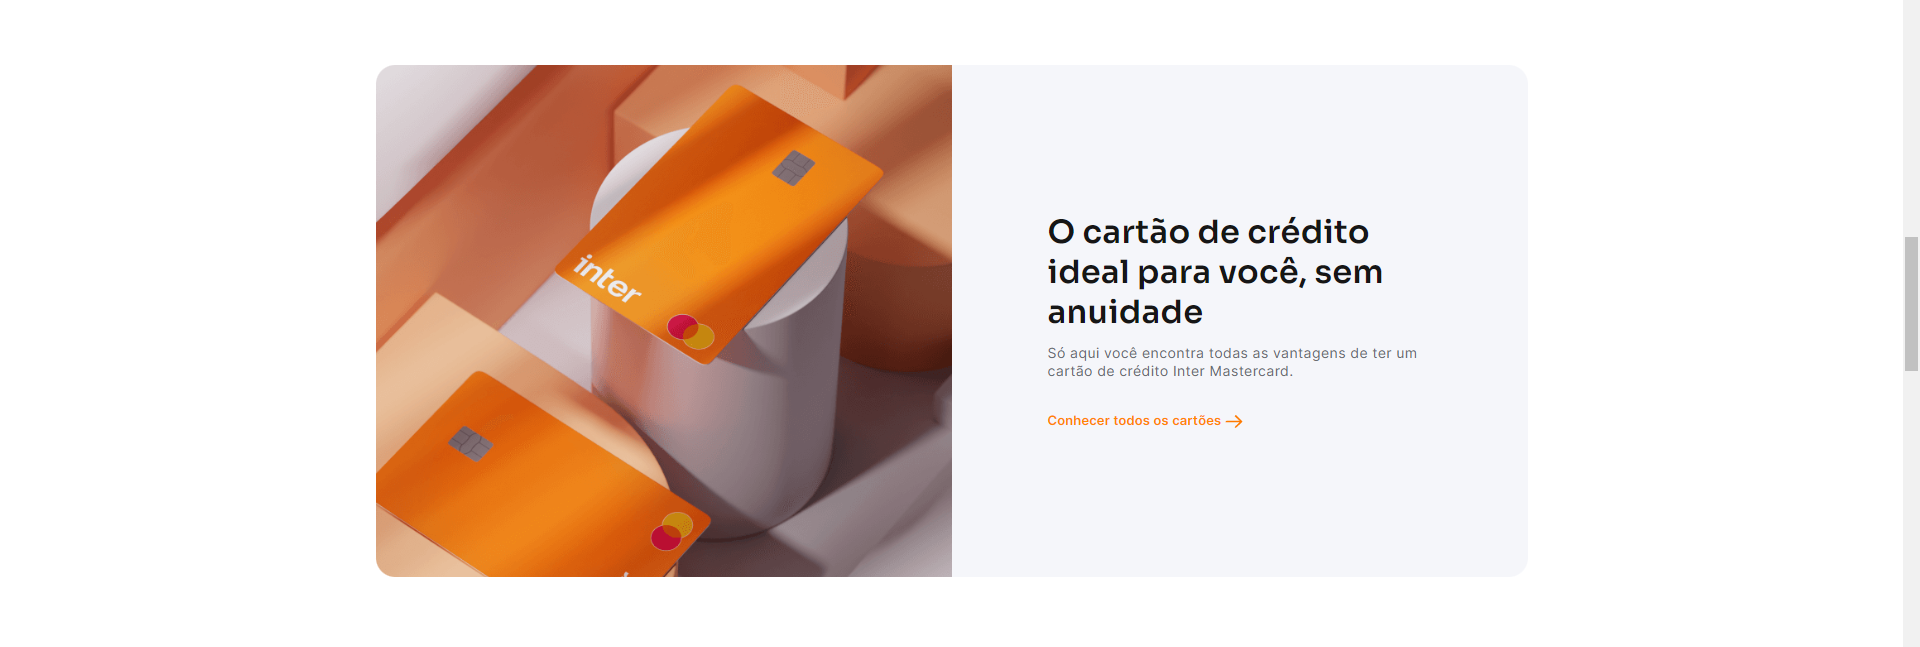 inter
O cartão de crédito
ideal para você, sem
anuidade
Só aqui você encontra todas as vantagens de ter um
cartão de crédito Inter Mastercard.
Conhecer todos os cartões